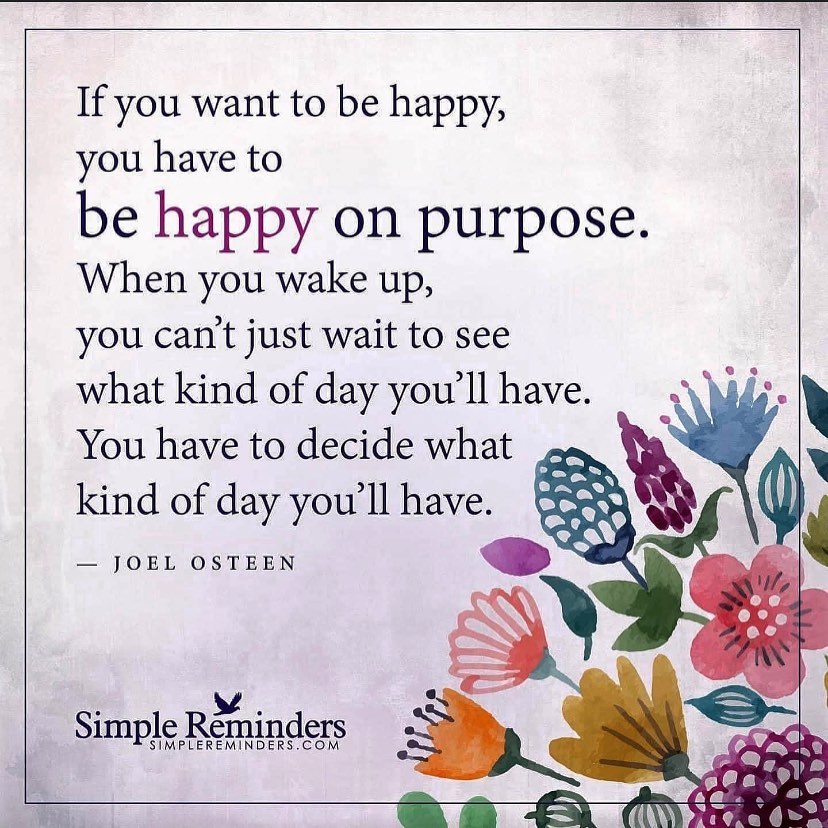 If you want to be happy,
you have to
be happy on purpose.
When you wake up,
you can’t just wait to see
what kind of day you’ll have.
You have to decide what
kind of day you’ll have.
— JOEL OSTEEN
Simple Reminders
SIMPLEREMINDERS.COM